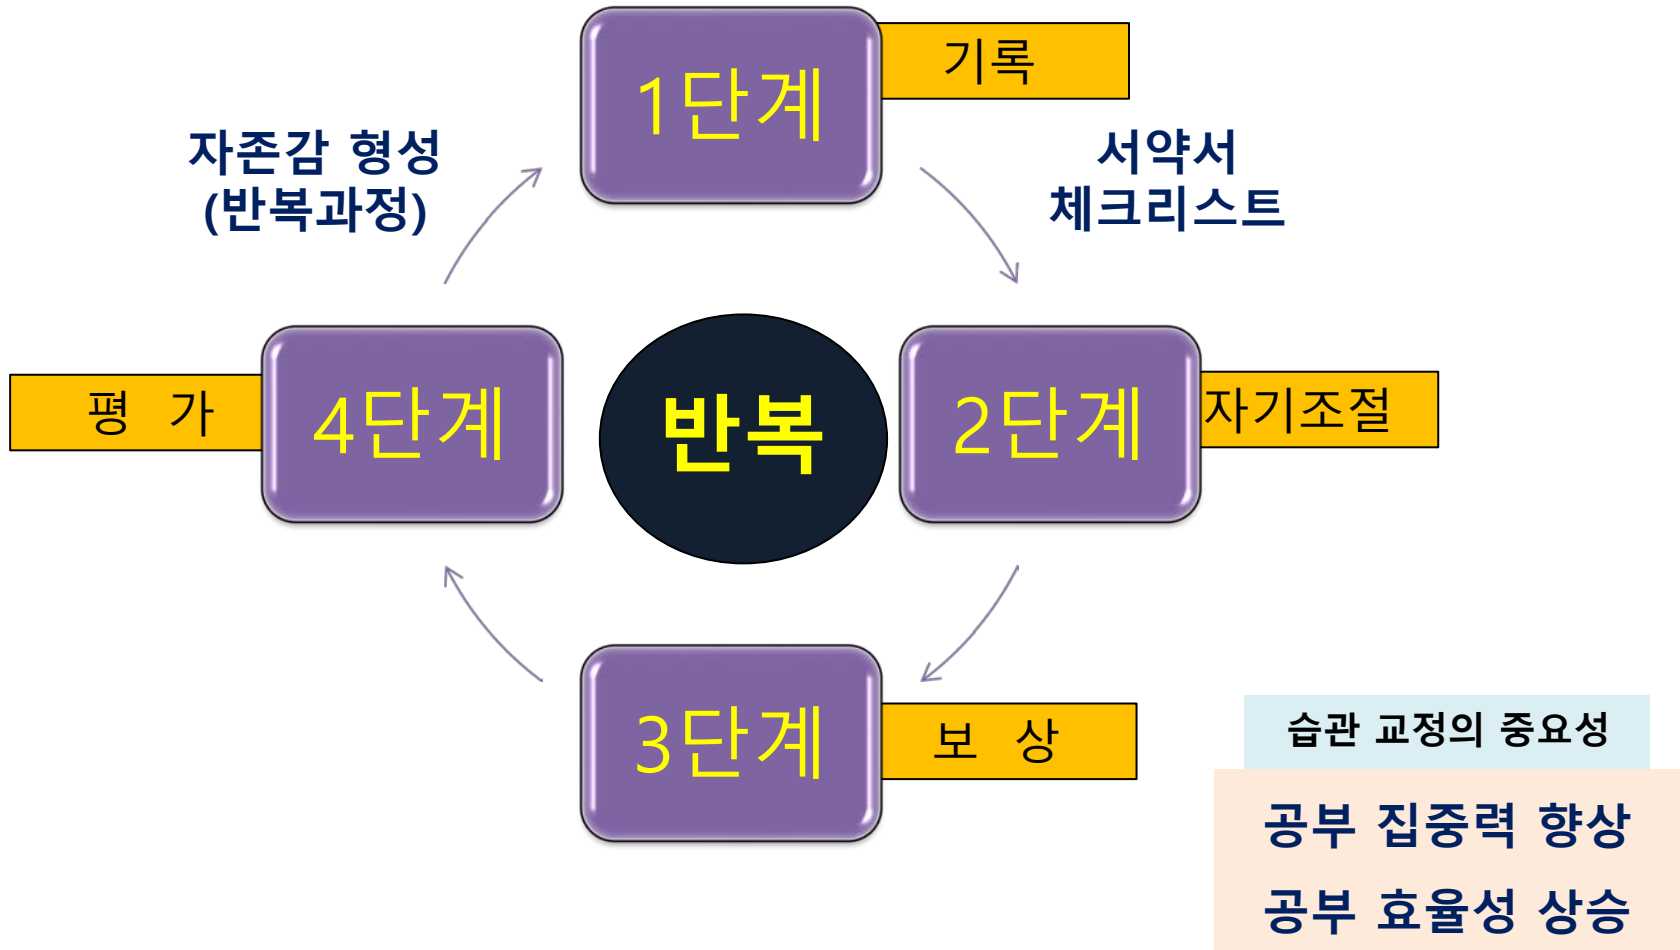 1단계
기록
자존감 형성
(반복과정)
서약서
체크리스트
평 가
4단계
반복
2단계
자기조절
3단계
보 상
습관 교정의 중요성
공부 집중력 향상
공부 효율성 상승